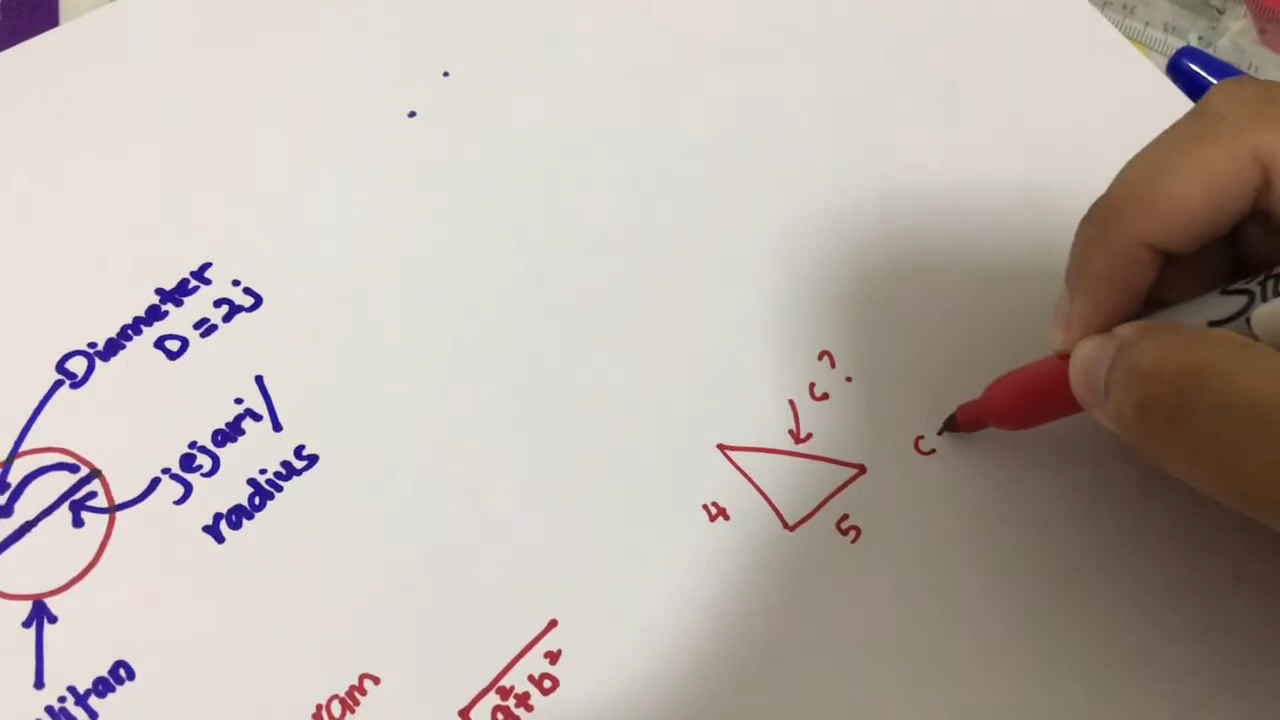 Diameter
D = 2j
jejari/
radius
c?
4
5
c
a² + b²